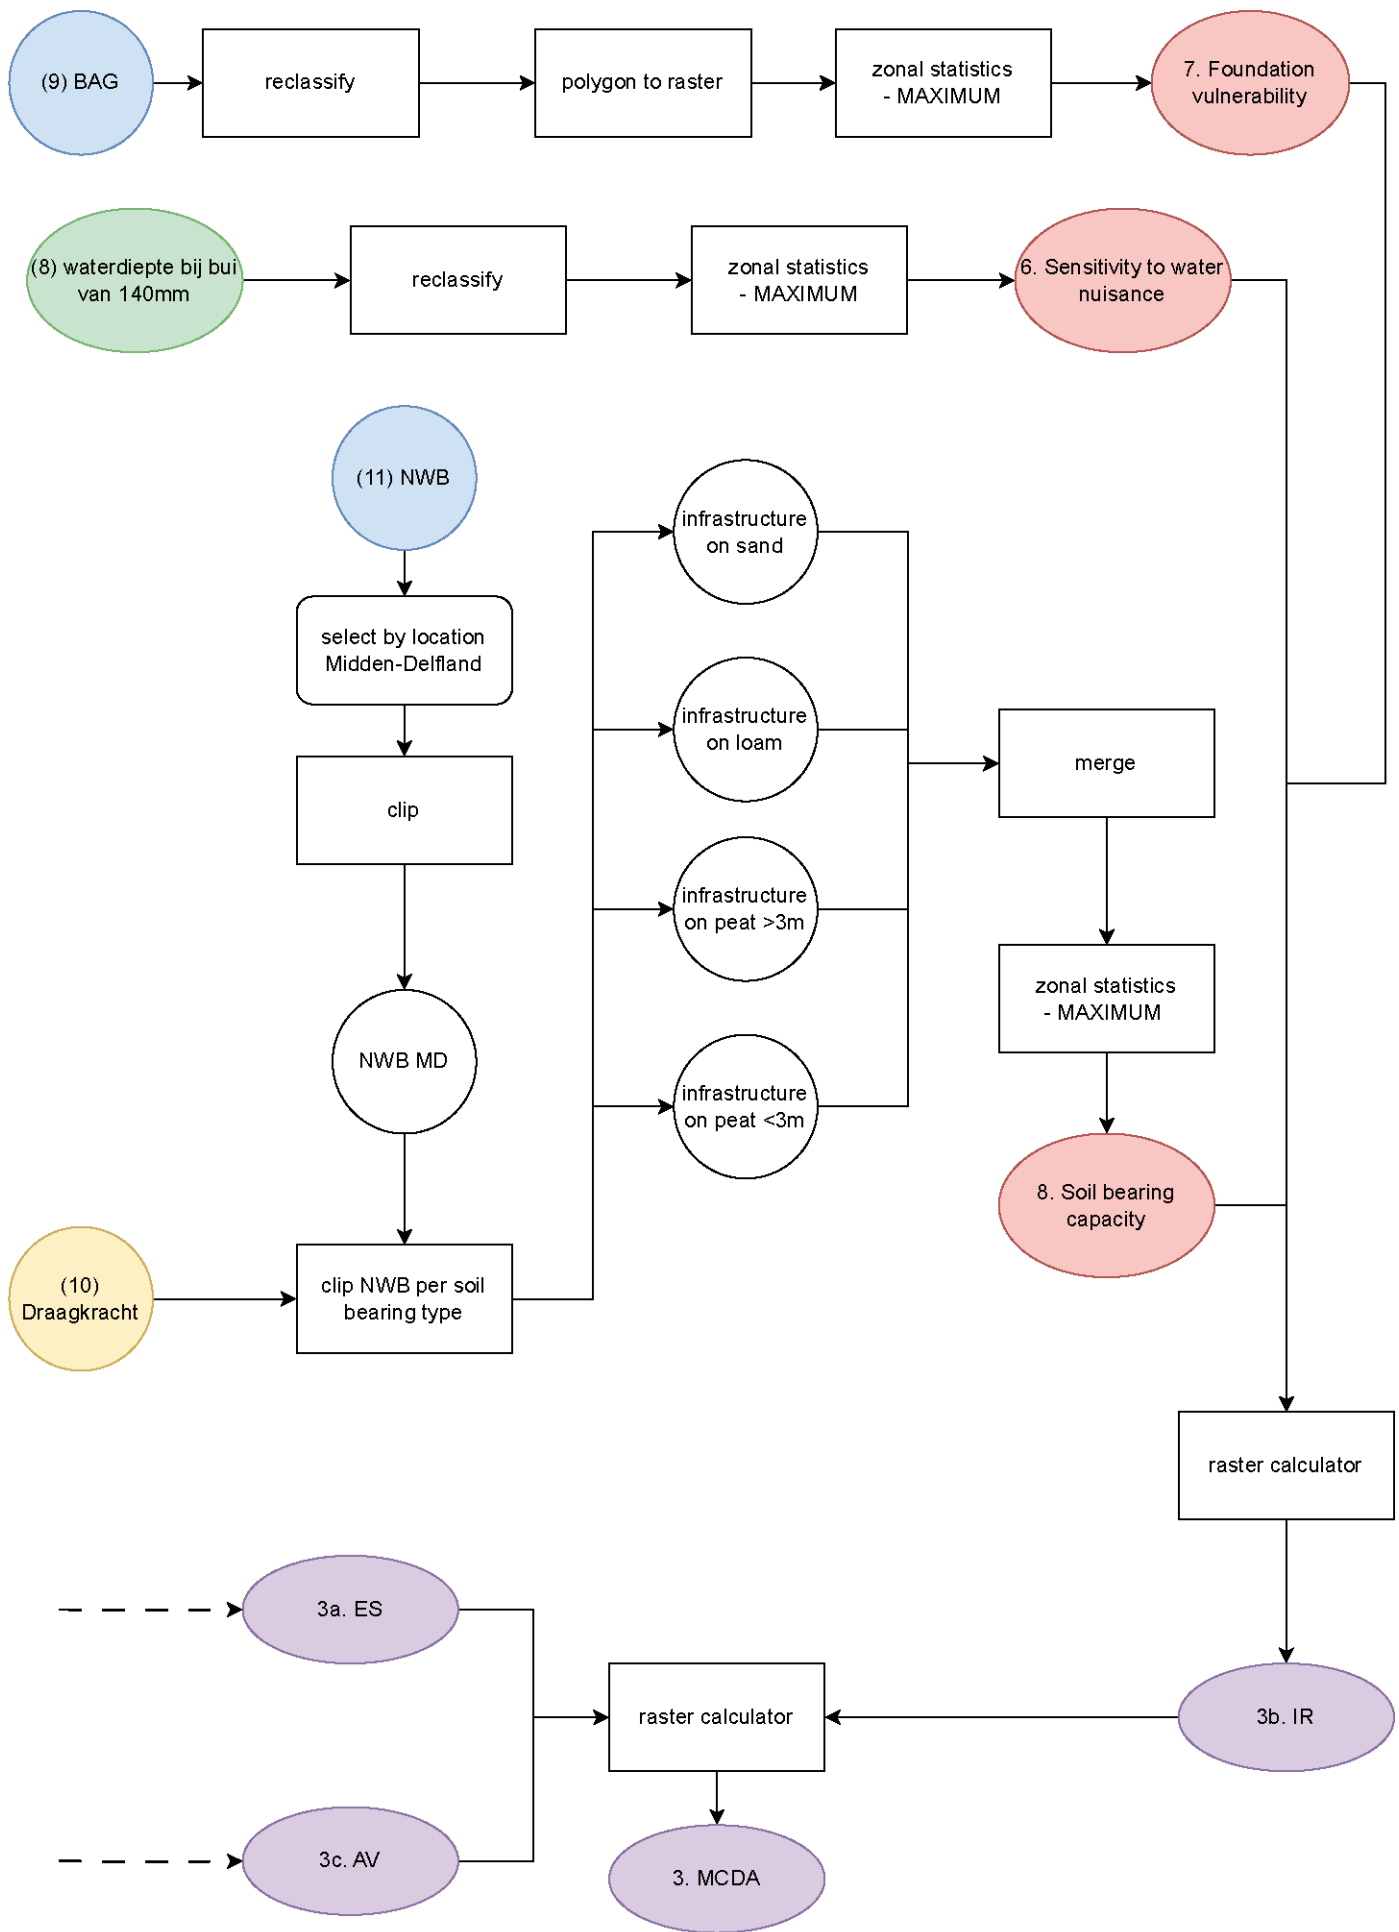 (9) BAG
reclassify
polygon to raster
zonal statistics
- MAXIMUM
7. Foundation
vulnerability
(8) waterdiepte bij bui
van 140mm
reclassify
zonal statistics
- MAXIMUM
6. Sensitivity to water
nuisance
(11) NWB
select by location
Midden-Delfland
clip
NWB MD
(10)
Draagkracht
clip NWB per soil
bearing type
infrastructure
on sand
infrastructure
on loam
infrastructure
on peat >3m
infrastructure
on peat <3m
merge
zonal statistics
- MAXIMUM
8. Soil bearing
capacity
raster calculator
3a. ES
raster calculator
3b. IR
3c. AV
3. MCDA